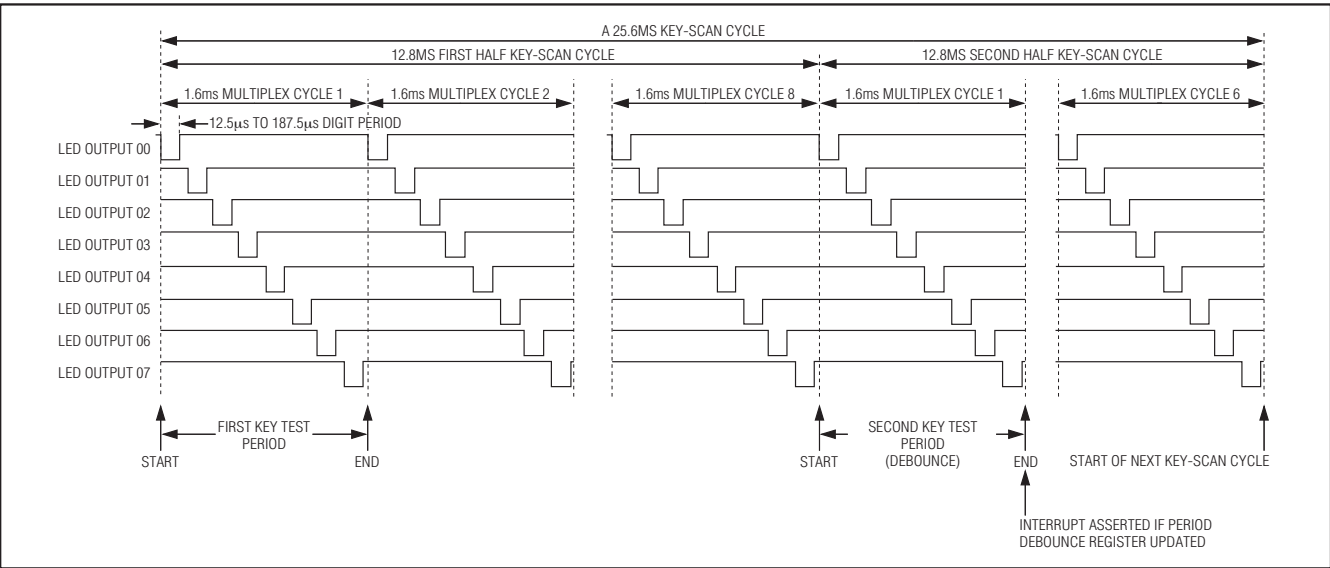 A 25.6MS KEY-SCAN CYCLE
12.8MS FIRST HALF KEY-SCAN CYCLE
12.8MS SECOND HALF KEY-SCAN CYCLE
1.6ms MULTIPLEX CYCLE 1
1.6ms MULTIPLEX CYCLE 2
1.6ms MULTIPLEX CYCLE 8
1.6ms MULTIPLEX CYCLE 1
1.6ms MULTIPLEX CYCLE 6
12.5µs TO 187.5µs DIGIT PERIOD
LED OUTPUT 00
LED OUTPUT 01
LED OUTPUT 02
LED OUTPUT 03
LED OUTPUT 04
LED OUTPUT 05
LED OUTPUT 06
LED OUTPUT 07
FIRST KEY TEST
PERIOD
START
END
SECOND KEY TEST
PERIOD
(DEBOUNCE)
START
END
START OF NEXT KEY-SCAN CYCLE
INTERRUPT ASSERTED IF PERIOD
DEBOUNCE REGISTER UPDATED